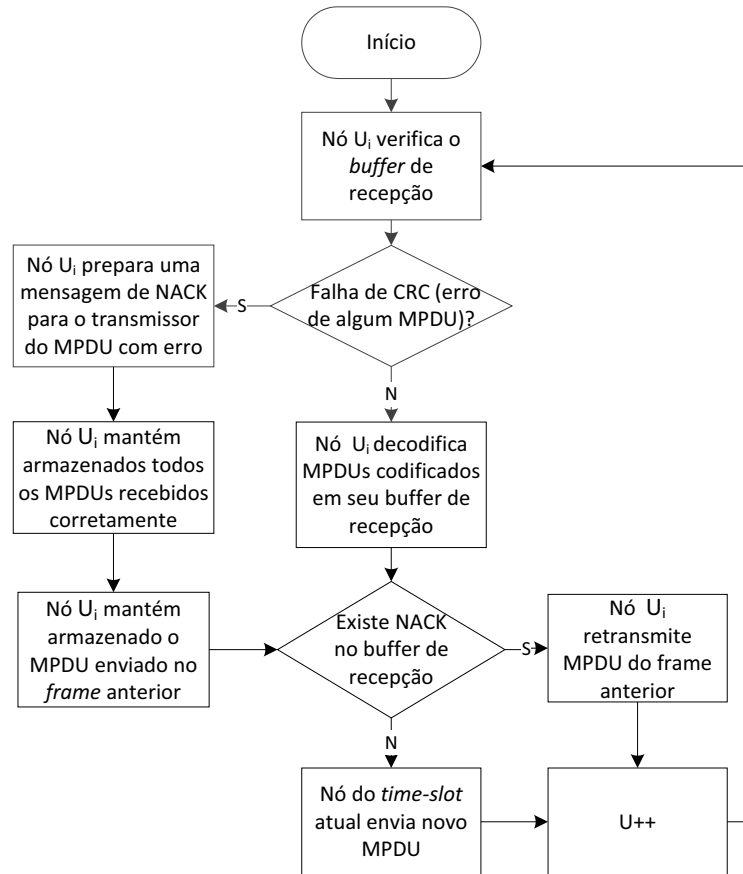 Início
Nó Uᵢ verifica o
buffer de
recepção
Falha de CRC (erro
de algum MPDU)?
S
Nó Uᵢ prepara uma
mensagem de NACK
para o transmissor
do MPDU com erro
N
Nó Uᵢ mantém
armazenados todos
os MPDUs recebidos
corretamente
Nó Uᵢ decodifica
MPDUs codificados
em seu buffer de
recepção
Nó Uᵢ mantém
armazenado o
MPDU enviado no
frame anterior
Existe NACK
no buffer de
recepção
S
Nó Uᵢ
retransmite
MPDU do frame
anterior
N
Nó do time-slot
atual envia novo
MPDU
U++